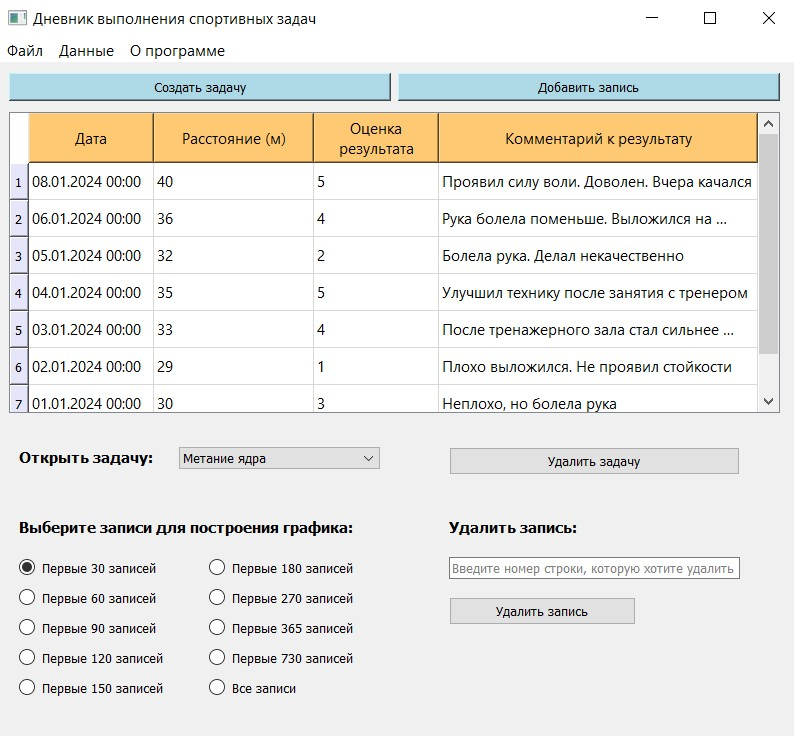 Дневник выполнения спортивных задач
Файл Данные О программе
Создать задачу Добавить запись
Дата Расстояние (м) Оценка результата Комментарий к результату
1 08.01.2024 00:00 40 5 Проявил силу воли. Доволен. Вчера качался
2 06.01.2024 00:00 36 4 Рука болела поменьше. Выложился на ...
3 05.01.2024 00:00 32 2 Болела рука. Делал некачественно
4 04.01.2024 00:00 35 5 Улучшил технику после занятия с тренером
5 03.01.2024 00:00 33 4 После тренажерного зала стал сильнее ...
6 02.01.2024 00:00 29 1 Плохо выложился. Не проявил стойкости
7 01.01.2024 00:00 30 3 Неплохо, но болела рука
Открыть задачу: Метание ядра Удалить задачу
Выберите записи для построения графика: Удалить запись:
Первые 30 записей Первые 180 записей Введите номер строки, которую хотите удалить
Первые 60 записей Первые 270 записей Удалить запись
Первые 90 записей Первые 365 записей
Первые 120 записей Первые 730 записей
Первые 150 записей Все записи